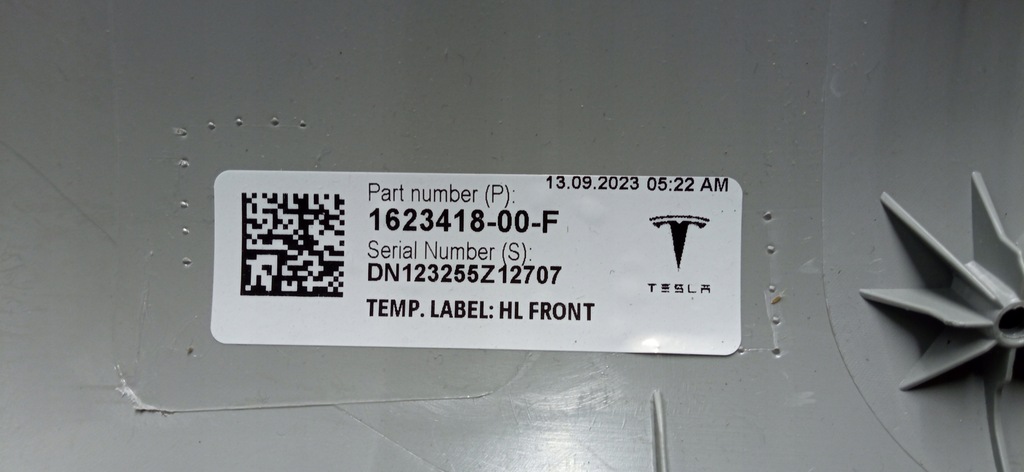 13.09.2023 05:22 AM
Part number (P):
1623418-00-F
Serial Number (S):
DN123255Z12707
TEMP. LABEL: HL FRONT
TESLA